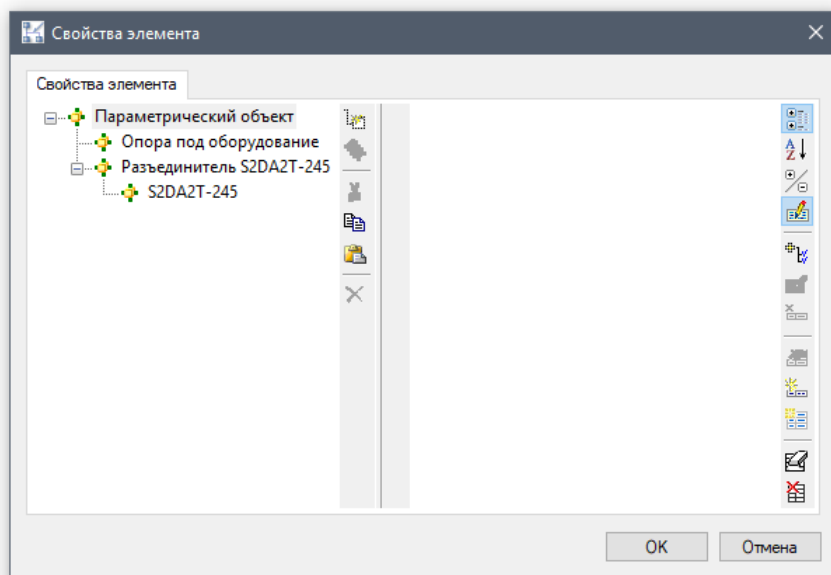 Свойства элемента
Свойства элемента
Параметрический объект
Опора под оборудование
Разъединитель S2DA2T-245
S2DA2T-245
OK
Отмена